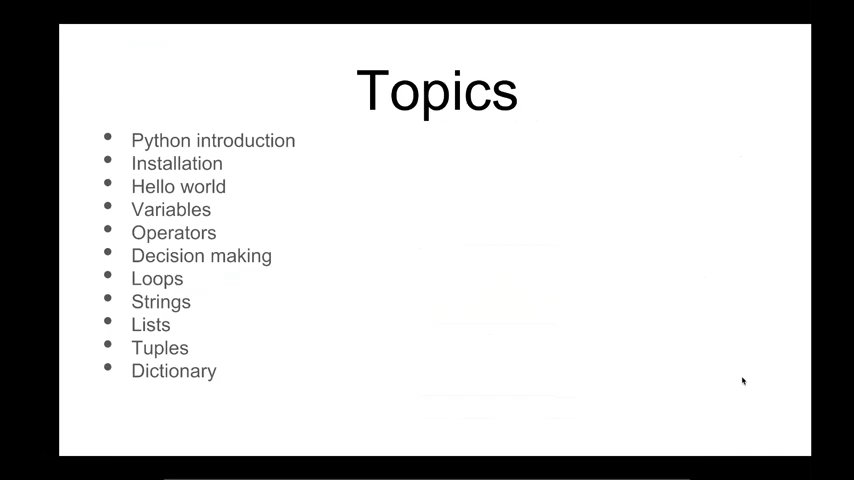 Topics
• Python introduction
• Installation
• Hello world
• Variables
• Operators
• Decision making
• Loops
• Strings
• Lists
• Tuples
• Dictionary